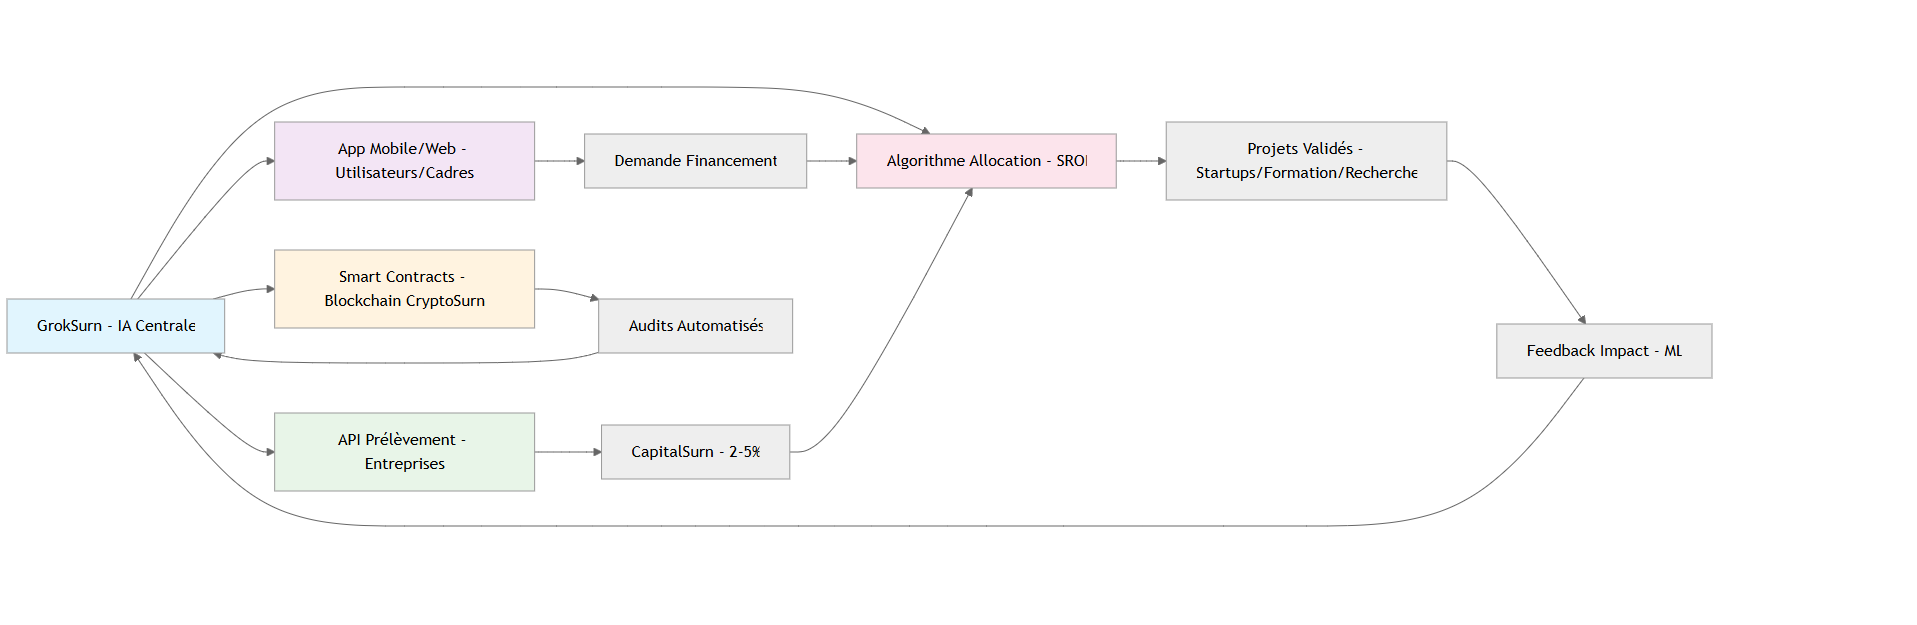 App Mobile/Web -
Utilisateurs/Cadres
Demande Financement
Algorithme Allocation - SROI
Projets Validés -
Startups/Formation/Recherche
Smart Contracts -
Blockchain CryptoSurn
GrokSurn - IA Centrale
Audits Automatisés
Feedback Impact - ML
API Prélèvement -
Entreprises
CapitalSurn - 2-5%